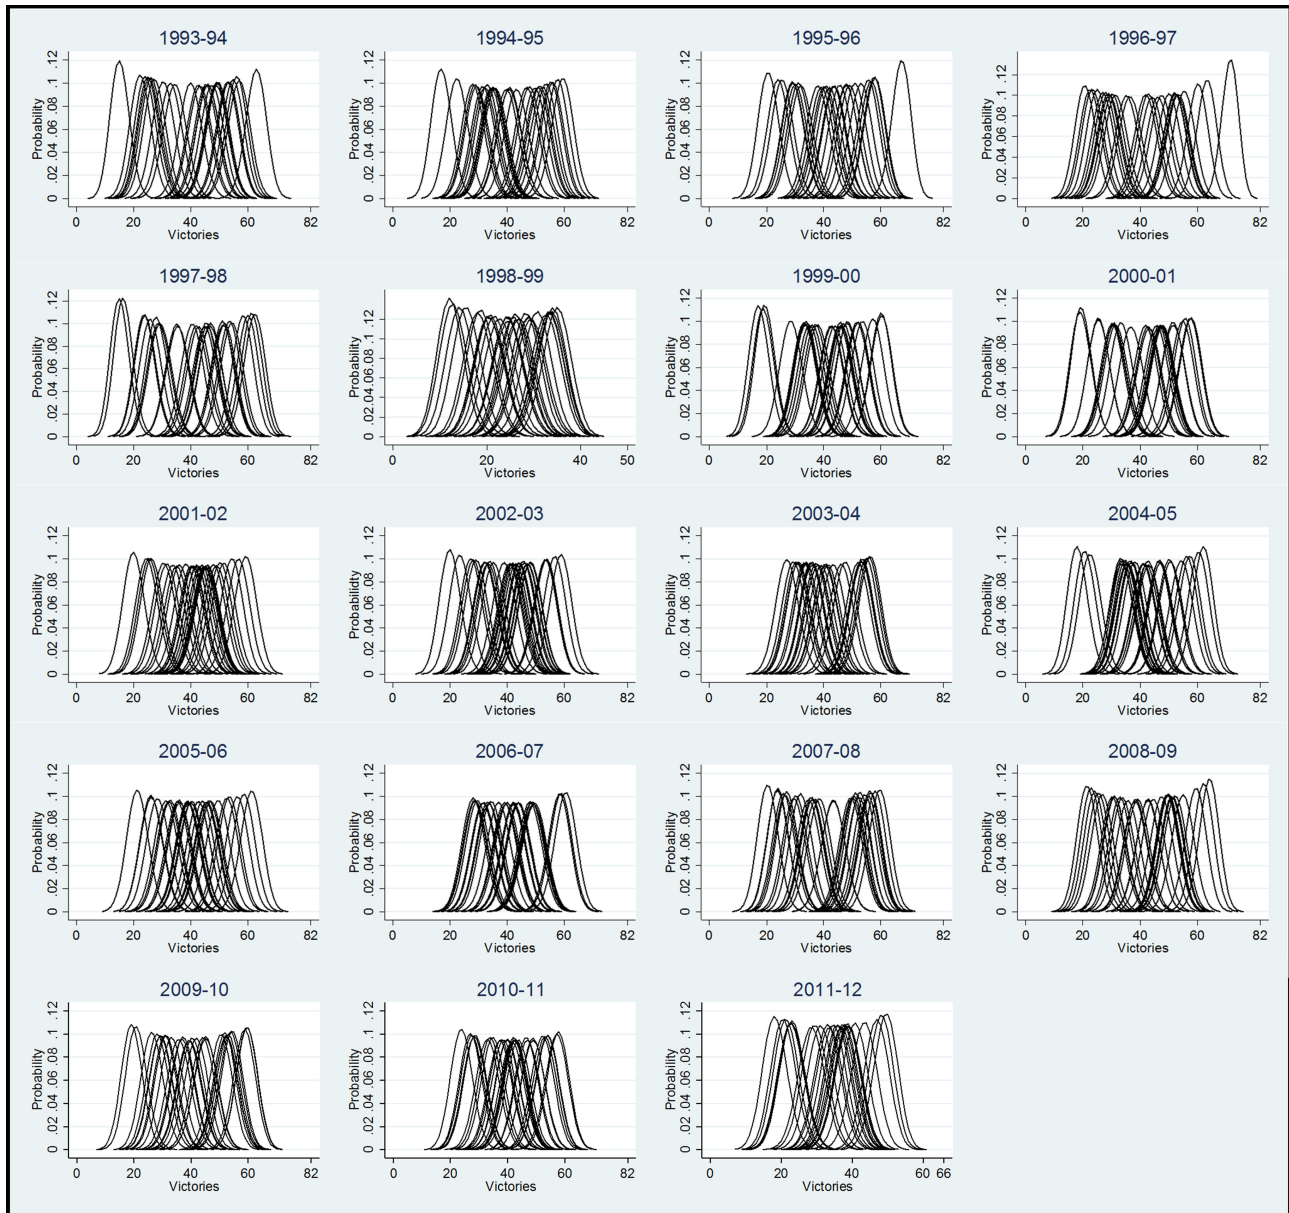 1993-94
Probability
0 .02 .04 .06 .08 .1 .12
0 20 40 60 82
Victories
1994-95
Probability
0 .02 .04 .06 .08 .1 .12
0 20 40 60 82
Victories
1995-96
Probability
0 .02 .04 .06 .08 .1 .12
0 20 40 60 82
Victories
1996-97
Probability
0 .02 .04 .06 .08 .1 .12
0 20 40 60 82
Victories
1997-98
Probability
0 .02 .04 .06 .08 .1 .12
0 20 40 60 82
Victories
1998-99
Probability
0 .02 .04 .06 .08 .1 .12
0 20 40 50
Victories
1999-00
Probability
0 .02 .04 .06 .08 .1 .12
0 20 40 60 82
Victories
2000-01
Probability
0 .02 .04 .06 .08 .1 .12
0 20 40 60 82
Victories
2001-02
Probability
0 .02 .04 .06 .08 .1 .12
0 20 40 60 82
Victories
2002-03
Probabilidty
0 .02 .04 .06 .08 .1 .12
0 20 40 60 82
Victories
2003-04
Probability
0 .02 .04 .06 .08 .1 .12
0 20 40 60 82
Victories
2004-05
Probability
0 .02 .04 .06 .08 .1 .12
0 20 40 60 82
Victories
2005-06
Probability
0 .02 .04 .06 .08 .1 .12
0 20 40 60 82
Victories
2006-07
Probability
0 .02 .04 .06 .08 .1 .12
0 20 40 60 82
Victories
2007-08
Probability
0 .02 .04 .06 .08 .1 .12
0 20 40 60 82
Victories
2008-09
Probability
0 .02 .04 .06 .08 .1 .12
0 20 40 60 82
Victories
2009-10
Probability
0 .02 .04 .06 .08 .1 .12
0 20 40 60 82
Victories
2010-11
Probability
0 .02 .04 .06 .08 .1 .12
0 20 40 60 82
Victories
2011-12
Probability
0 .02 .04 .06 .08 .1 .12
0 20 40 60 66
Victories